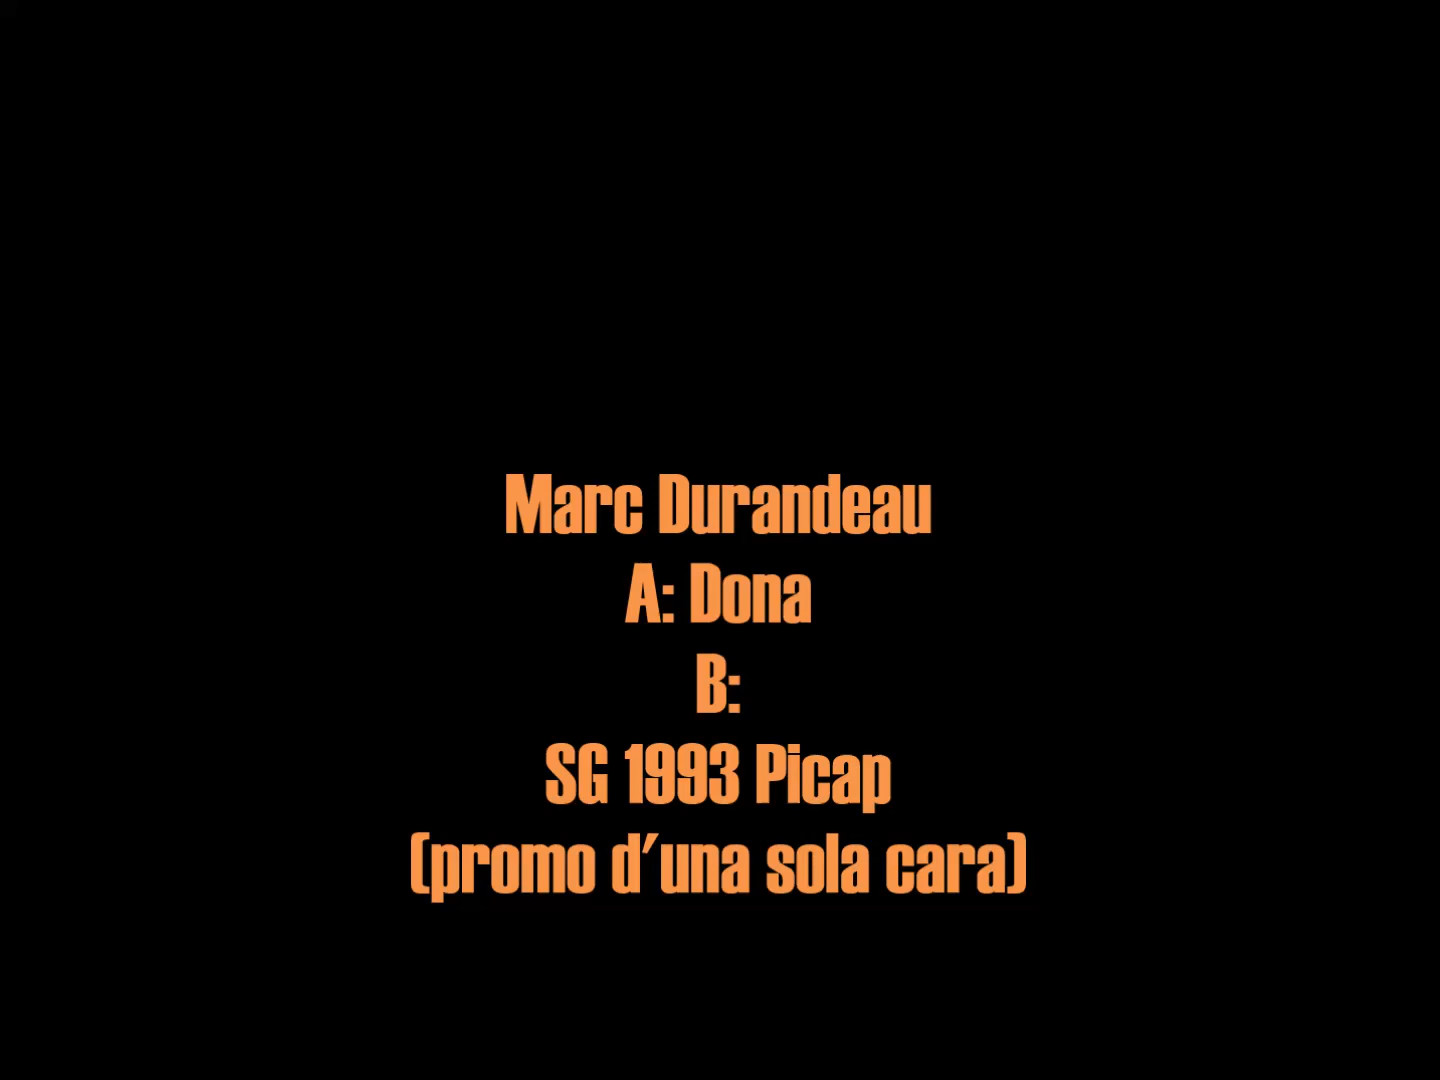 Marc Durandeau
A: Dona
B:
SG 1993 Picap
(promo d'una sola cara)